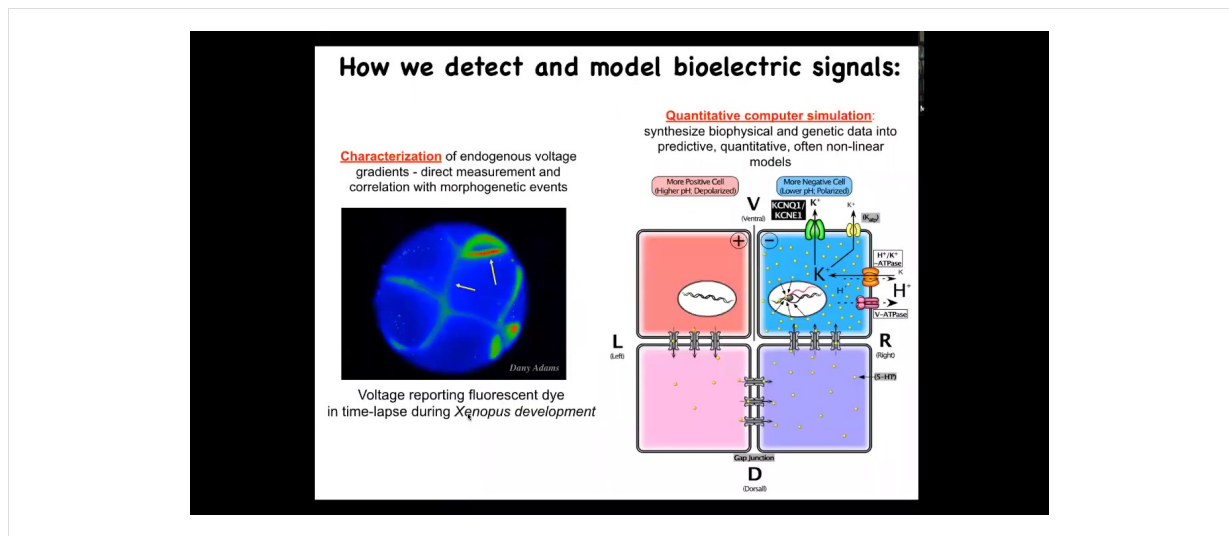 How we detect and model bioelectric signals:
Characterization of endogenous voltage
gradients - direct measurement and
correlation with morphogenetic events
Dany Adams
Voltage reporting fluorescent dye
in time-lapse during Xenopus development
Quantitative computer simulation:
synthesize biophysical and genetic data into
predictive, quantitative, often non-linear
models
More Positive Cell
(Higher pH; Depolarized)
More Negative Cell
(Lower pH; Polarized)
V
(Ventral)
KCNQ1/
KCNE1
K+
K+
(KATP)
+
−
H+/K+
-ATPase
K+
K
H
H+
V-ATPase
L
(Left)
R
(Right)
(5-HT)
Gap Junction
D
(Dorsal)